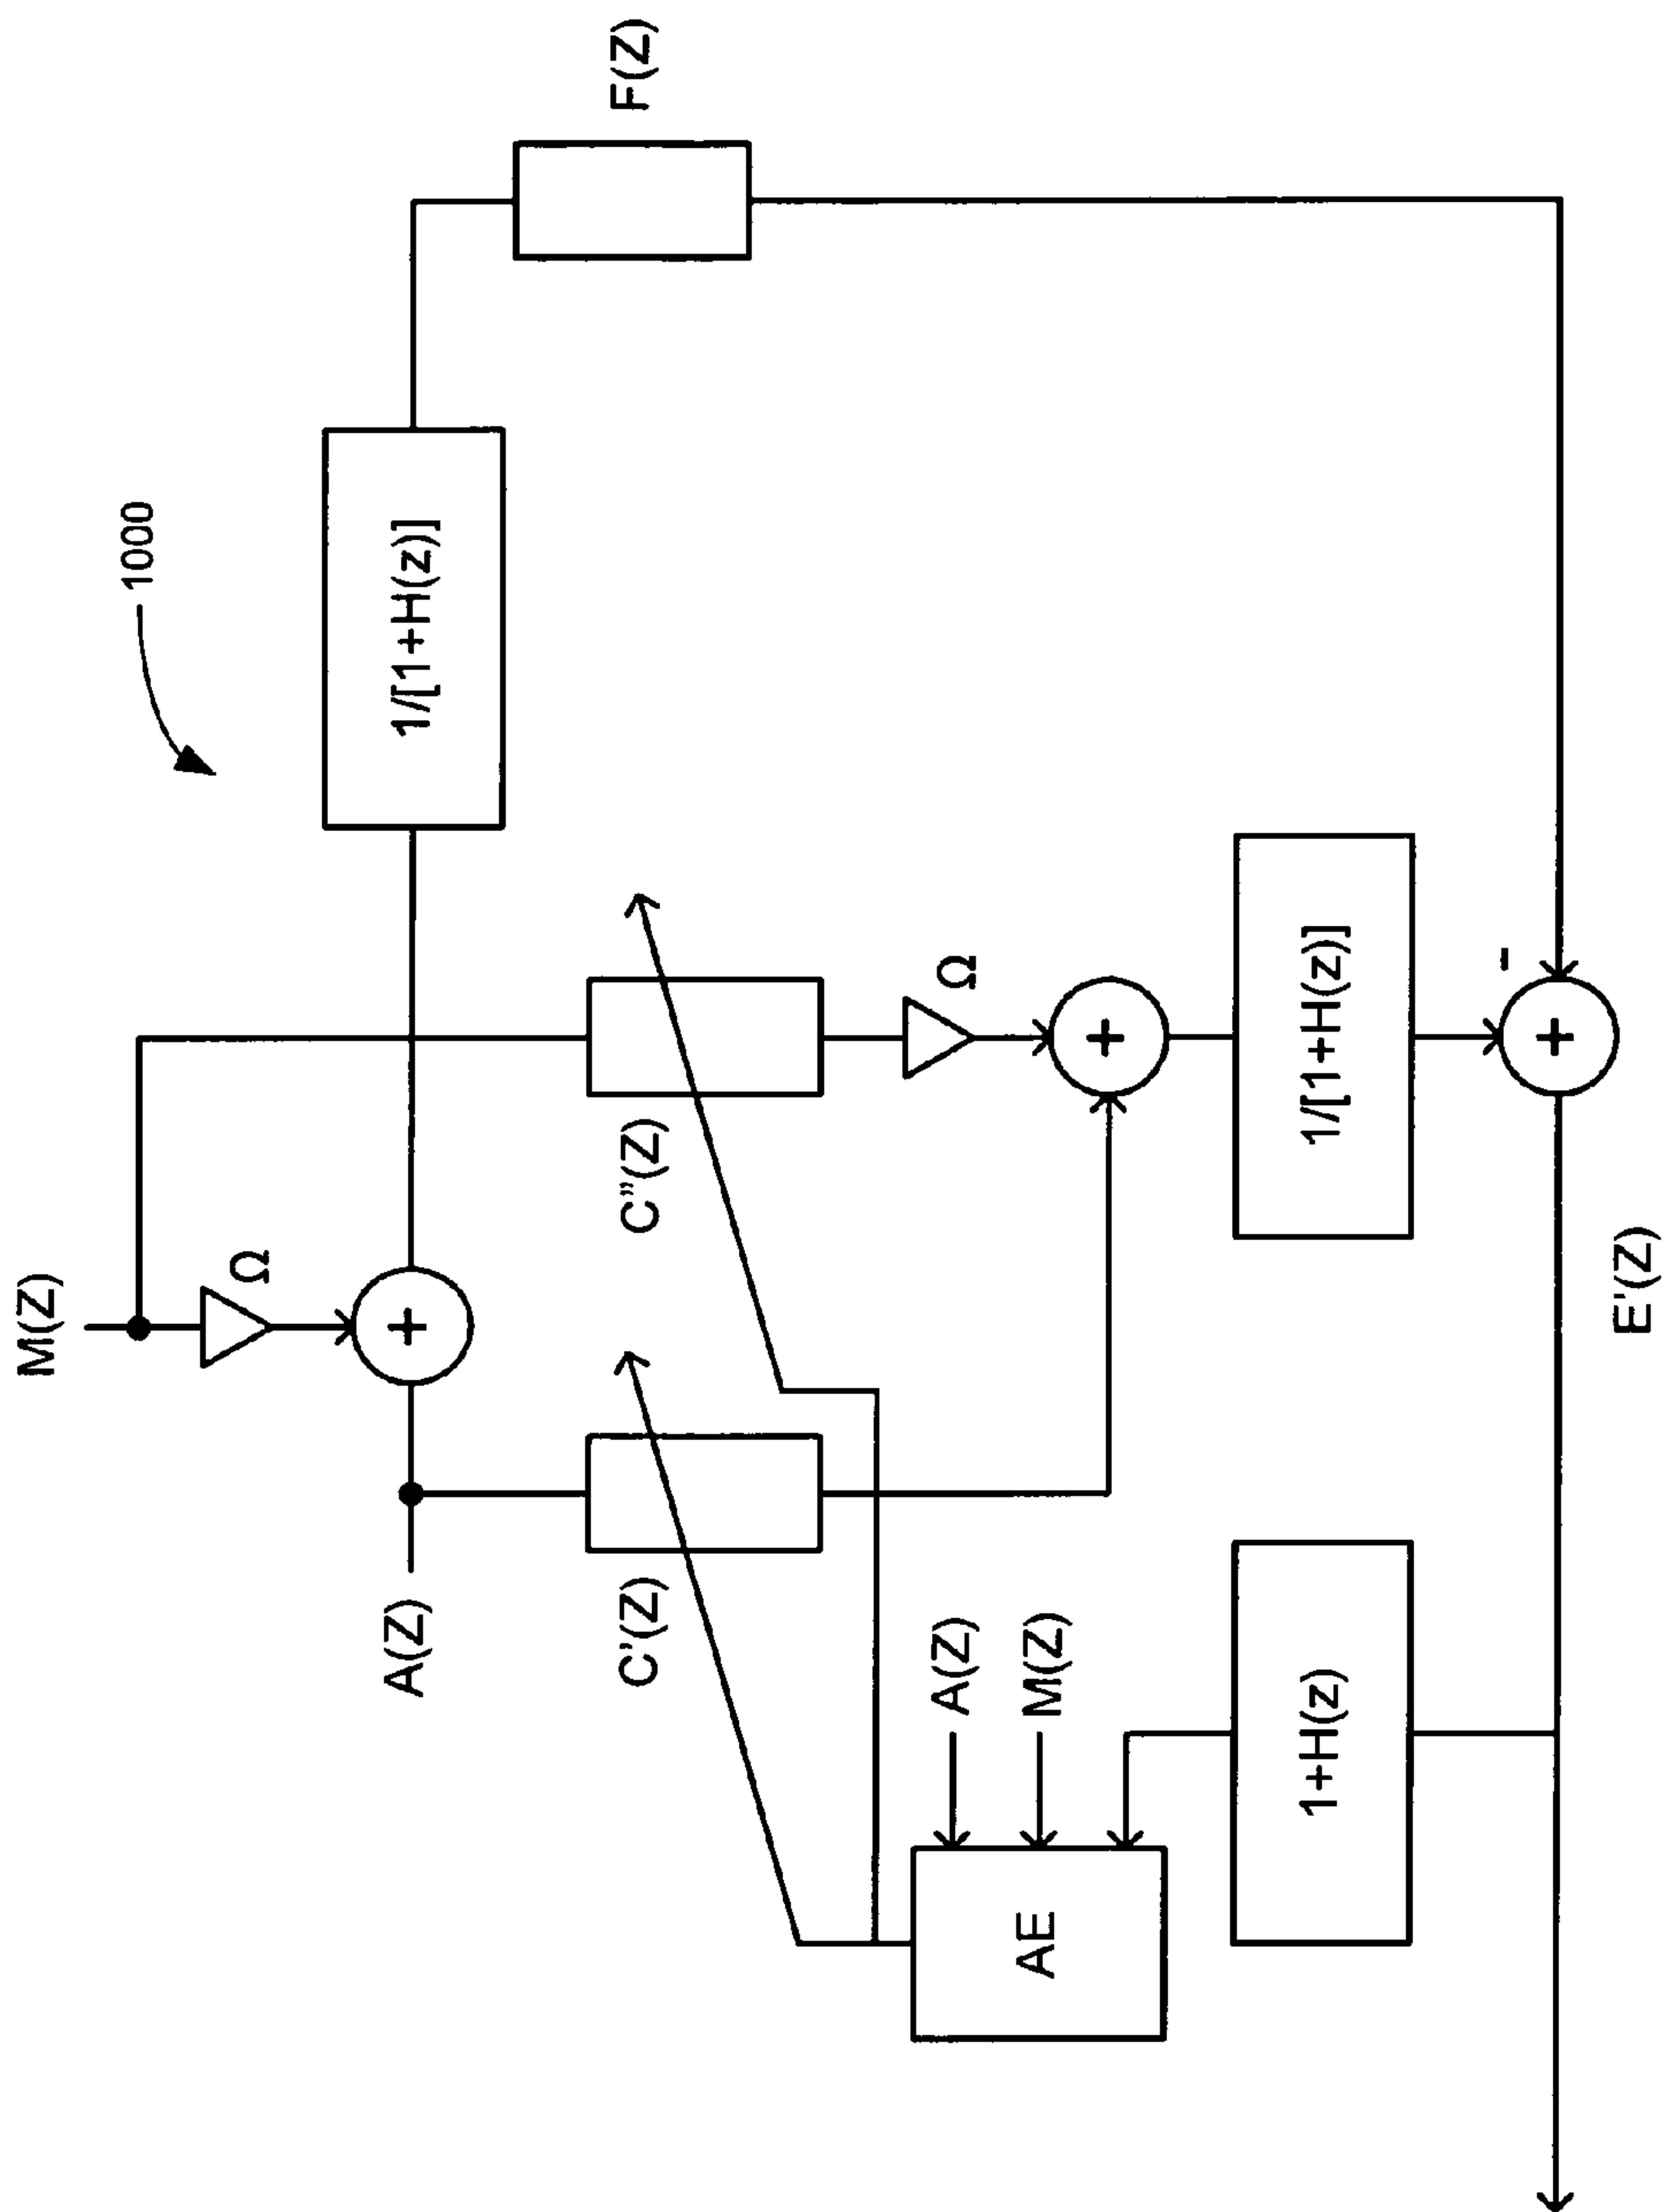 M(Z)
Ω
A(Z)
+
1/[1+H(z)]
1000
F(Z)
C'(Z)
C"(Z)
Ω
+
A(Z)
M(Z)
AE
1+H(z)
1/[1+H(z)]
-
+
E'(Z)